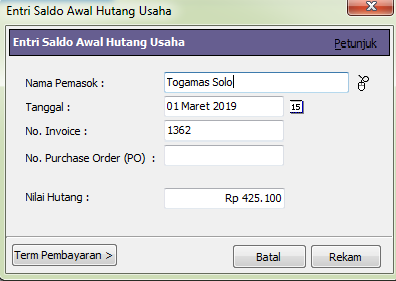 Entri Saldo Awal Hutang Usaha
Entri Saldo Awal Hutang Usaha Petunjuk
Nama Pemasok : Togamas Solo
Tanggal : 01 Maret 2019 15
No. Invoice : 1362
No. Purchase Order (PO) :
Nilai Hutang : Rp 425.100
Term Pembayaran > Batal Rekam